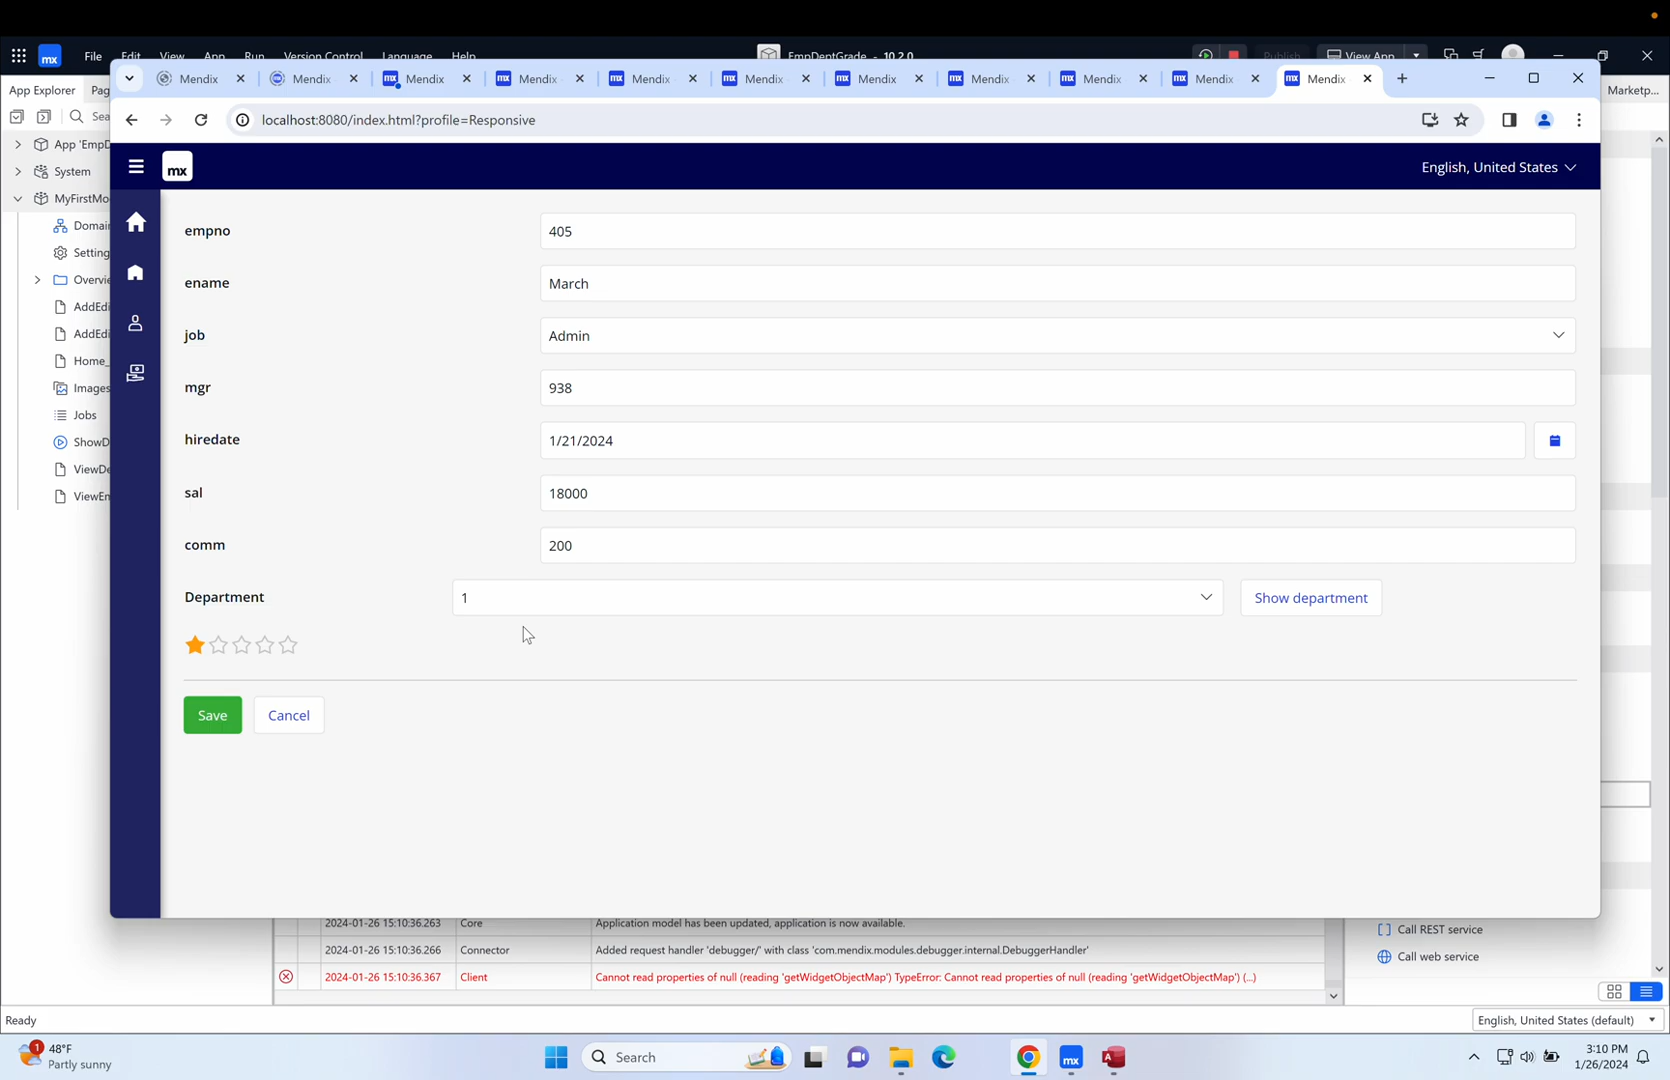 mx File Edit View App Run Version Control Language Help EmpDeptGrade - 10.2.0 Publish View App
App Explorer Pag Marketp...
Mendix Mendix Mendix Mendix Mendix Mendix Mendix Mendix Mendix Mendix Mendix
Sea
localhost:8080/index.html?profile=Responsive
App 'EmpD
System
MyFirstMo
Domai
Setting
Overvie
AddEdi
AddEdi
Home_
Images
Jobs
ShowD
ViewDe
ViewEm
mx English, United States
empno 405
ename March
job Admin
mgr 938
hiredate 1/21/2024
sal 18000
comm 200
Department 1 Show department
Save Cancel
2024-01-26 15:10:36.263 Core Application model has been updated, application is now available.
2024-01-26 15:10:36.266 Connector Added request handler 'debugger/' with class 'com.mendix.modules.debugger.internal.DebuggerHandler'
2024-01-26 15:10:36.367 Client Cannot read properties of null (reading 'getWidgetObjectMap') TypeError: Cannot read properties of null (reading 'getWidgetObjectMap') (...)
Call REST service
Call web service
Ready English, United States (default)
1 48°F
Partly sunny
Search
mx
3:10 PM
1/26/2024